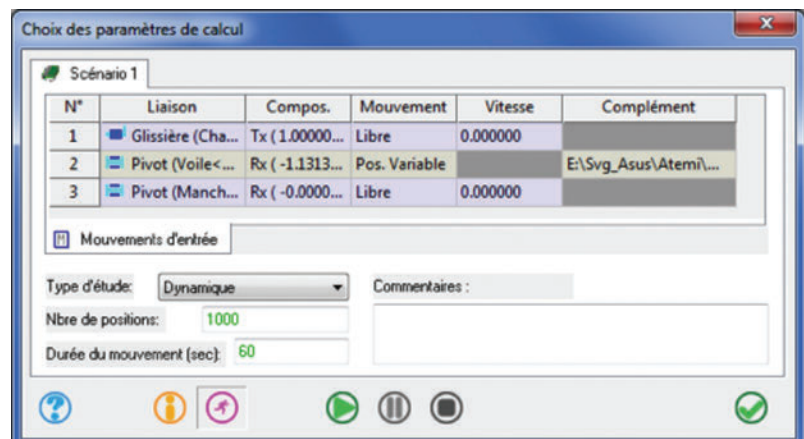 Choix des paramètres de calcul
Scénario 1
N° Liaison Compos. Mouvement Vitesse Complément
1 Glissière (Cha... Tx ( 1.00000... Libre 0.000000
2 Pivot (Voile<... Rx ( -1.1313... Pos. Variable E:\Svg_Asus\Atemi\...
3 Pivot (Manch... Rx ( -0.0000... Libre 0.000000
Mouvements d'entrée
Type d'étude: Dynamique Commentaires :
Nbre de positions: 1000
Durée du mouvement (sec): 60